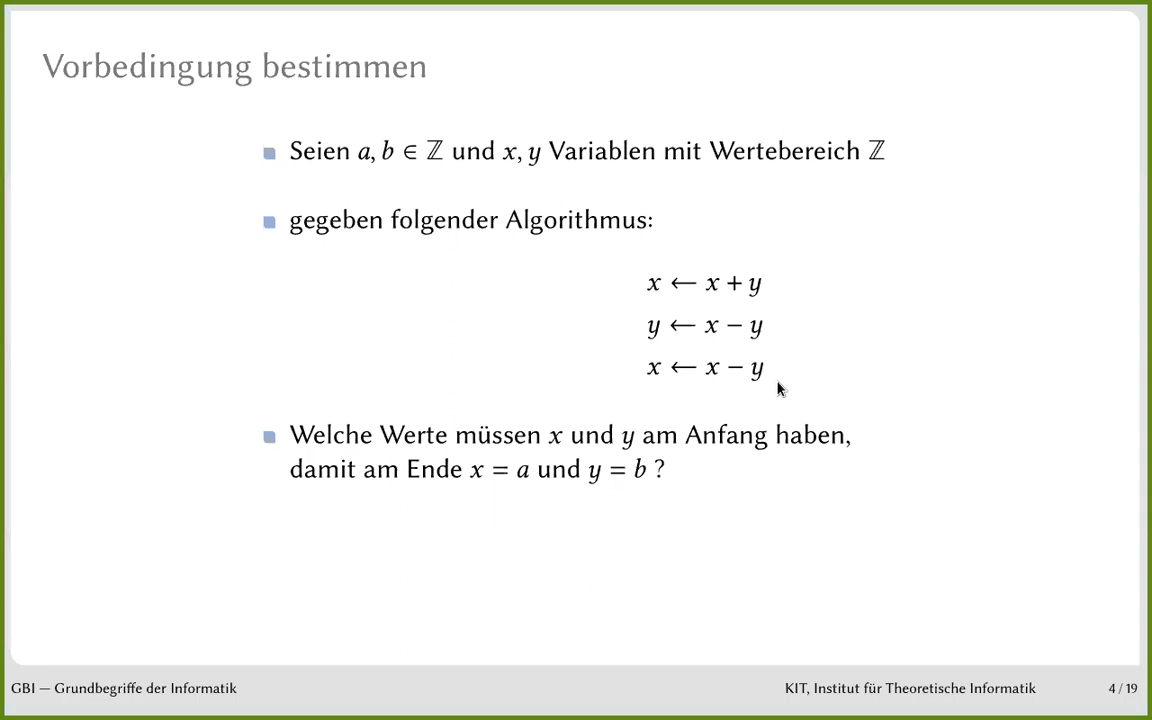 Vorbedingung bestimmen
Seien a, b ∈ ℤ und x, y Variablen mit Wertebereich ℤ
gegeben folgender Algorithmus:
x ← x + y
y ← x − y
x ← x − y
Welche Werte müssen x und y am Anfang haben,
damit am Ende x = a und y = b ?
GBI — Grundbegriffe der Informatik KIT, Institut für Theoretische Informatik 4 / 19